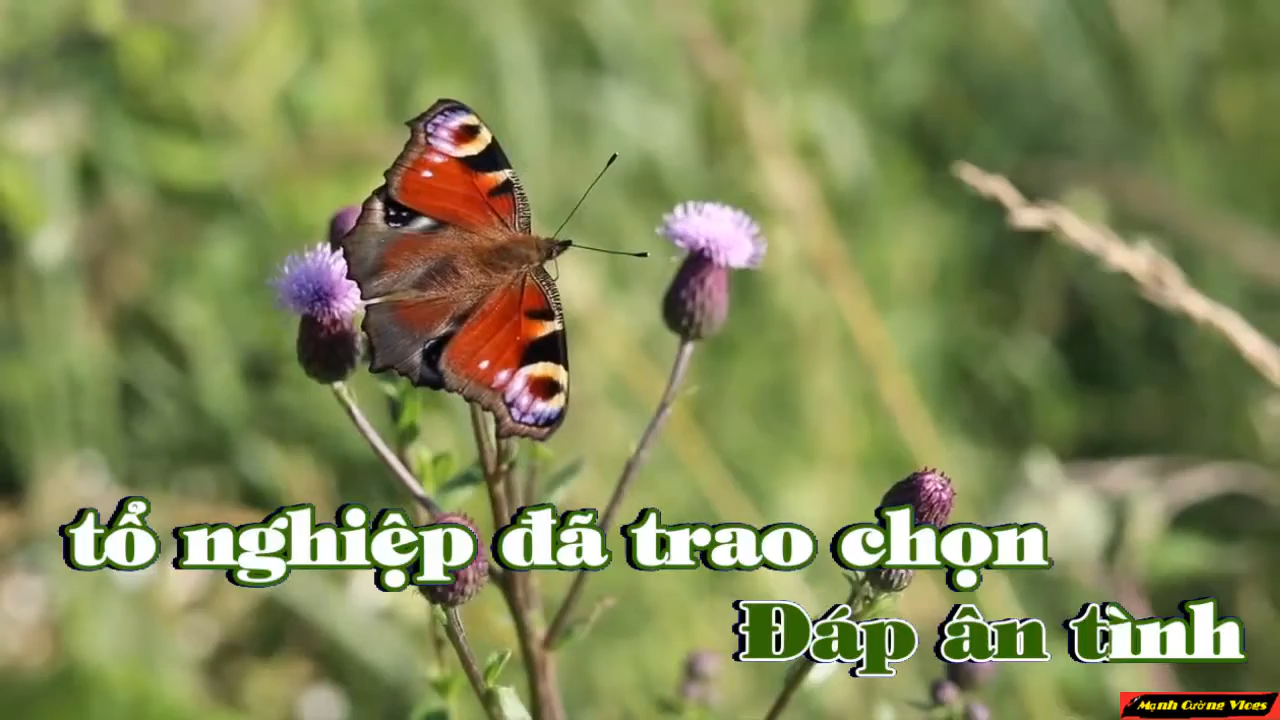 tổ nghiệp đã trao chọn
Đáp ân tình
Mạnh Cường Vlogs